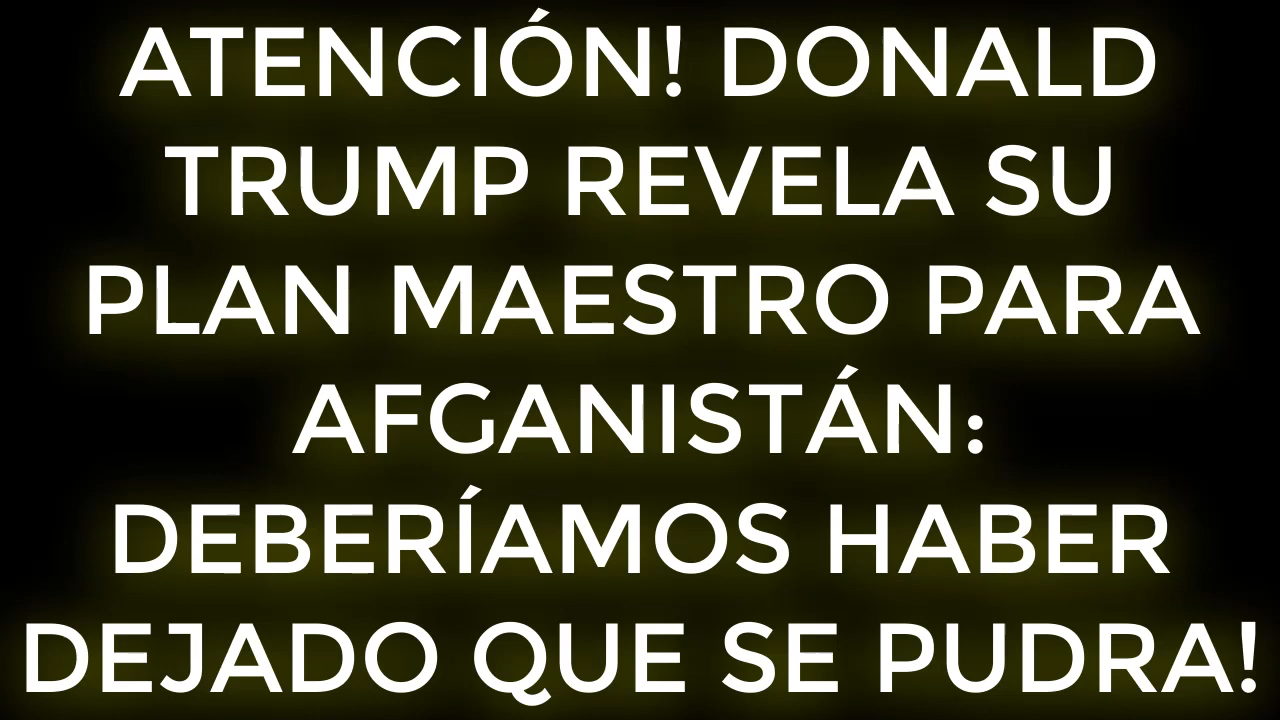 ATENCIÓN! DONALD
TRUMP REVELA SU
PLAN MAESTRO PARA
AFGANISTÁN:
DEBERÍAMOS HABER
DEJADO QUE SE PUDRA!